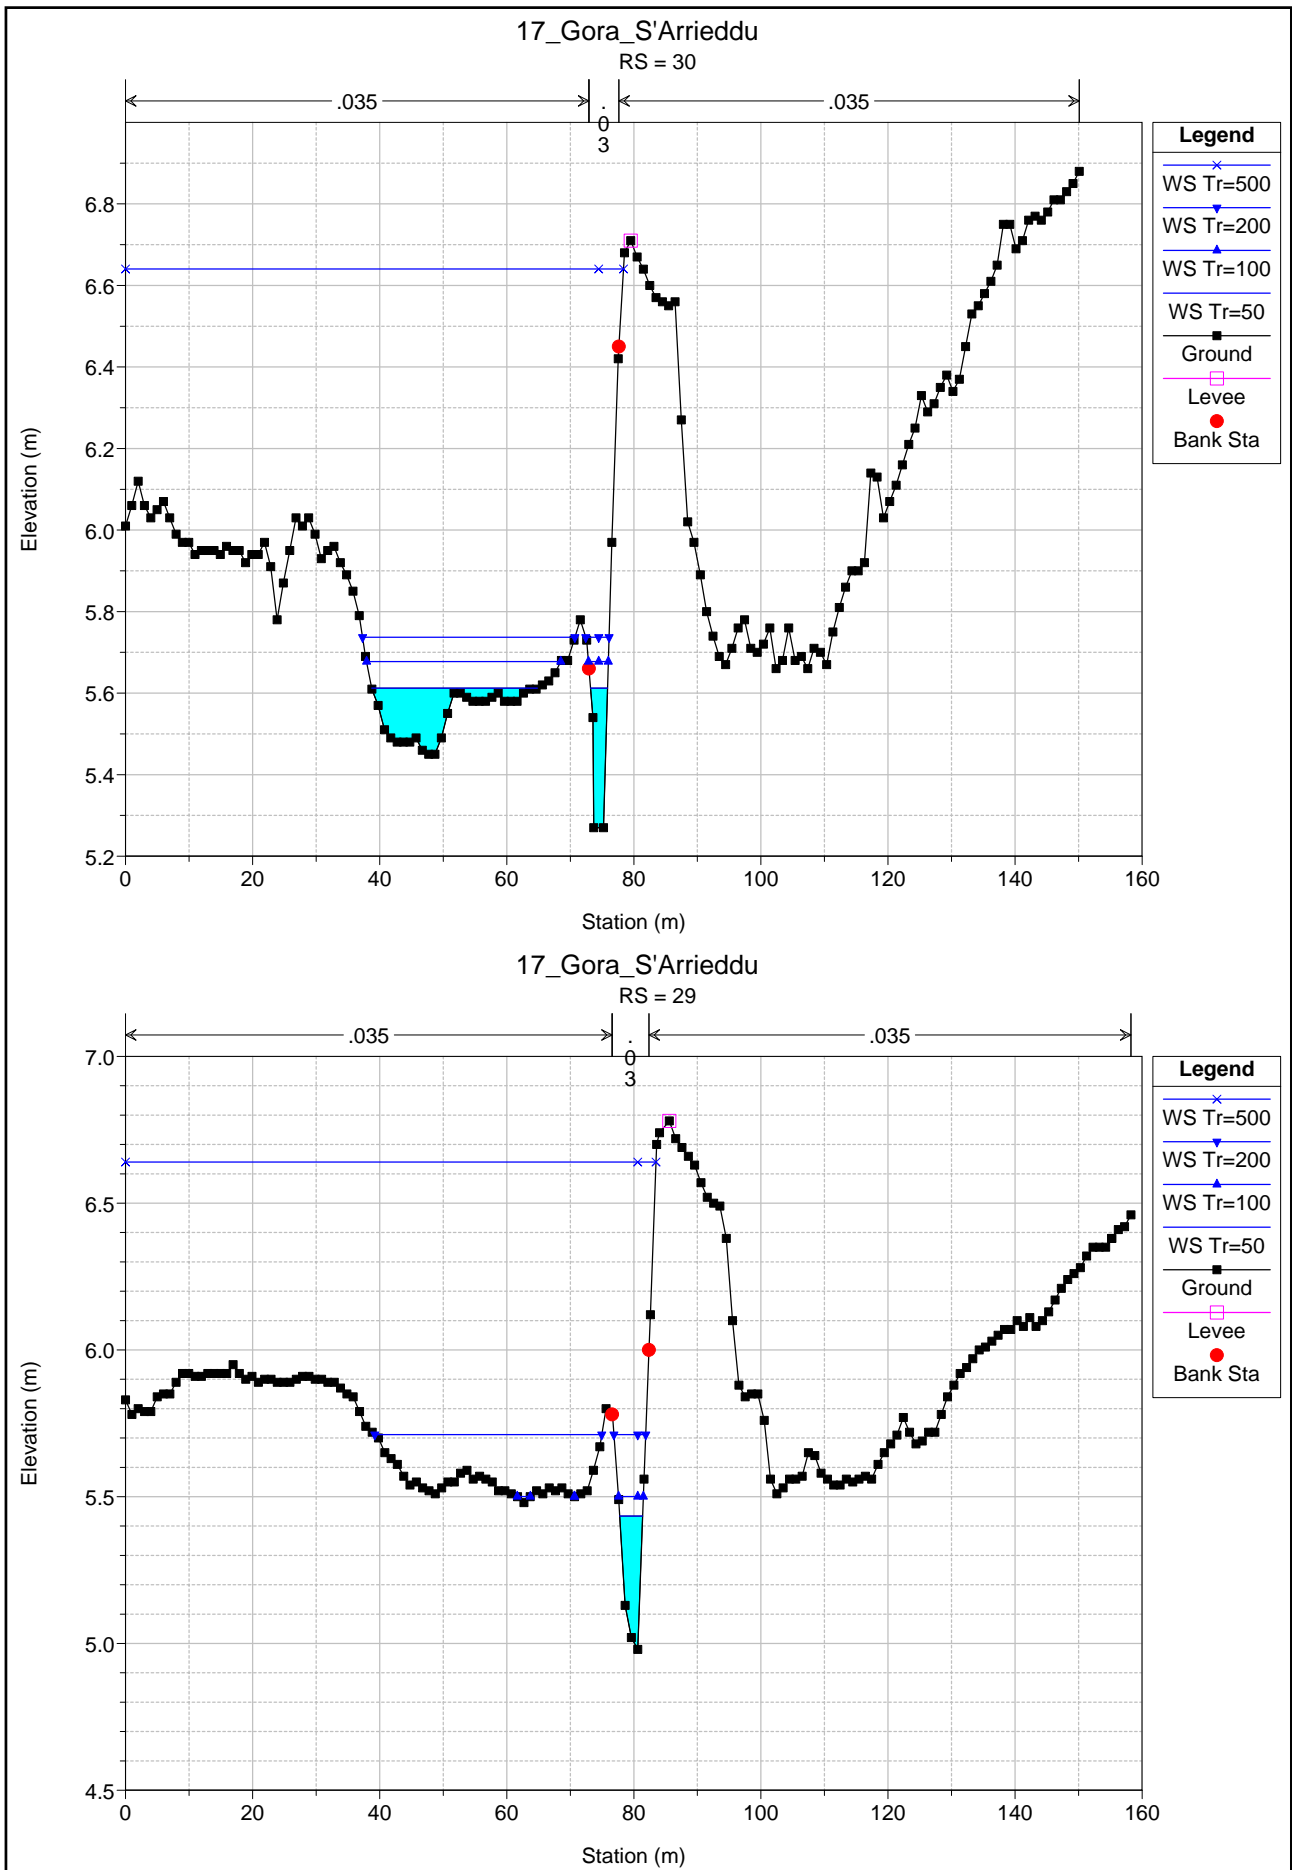 17_Gora_S'Arrieddu
RS = 30
.035
.03
.035
Legend
WS Tr=500
WS Tr=200
WS Tr=100
WS Tr=50
Ground
Levee
Bank Sta
6.8
6.6
6.4
6.2
6.0
5.8
5.6
5.4
5.2
Elevation (m)
0 20 40 60 80 100 120 140 160
Station (m)
17_Gora_S'Arrieddu
RS = 29
.035
.03
.035
Legend
WS Tr=500
WS Tr=200
WS Tr=100
WS Tr=50
Ground
Levee
Bank Sta
7.0
6.5
6.0
5.5
5.0
4.5
Elevation (m)
0 20 40 60 80 100 120 140 160
Station (m)